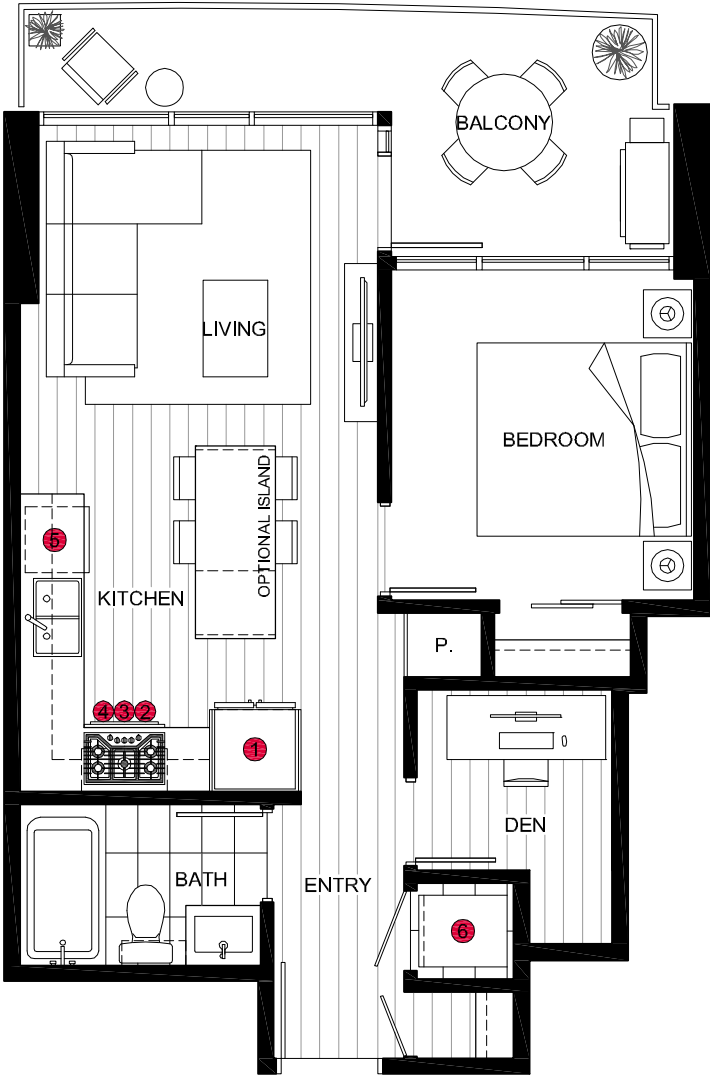 BALCONY
LIVING
BEDROOM
OPTIONAL ISLAND
5
KITCHEN
P.
4 3 2
1
DEN
BATH
ENTRY
6